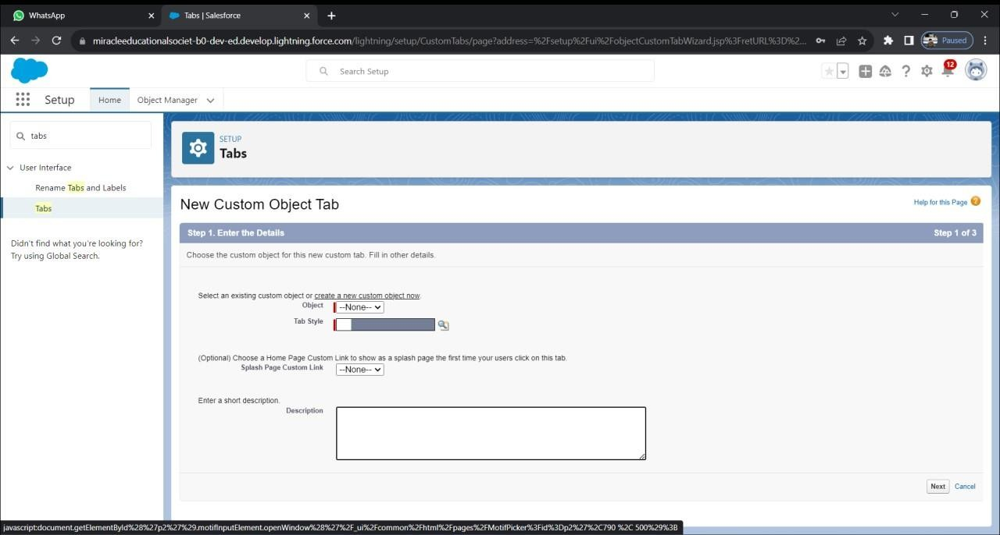 WhatsApp
Tabs | Salesforce
miracleeducationalsociet-b0-dev-ed.develop.lightning.force.com/lightning/setup/CustomTabs/page?address=%2Fsetup%2Fui%2FobjectCustomTabWizard.jsp%3FretURL%3D%2...
Paused
Search Setup
12
Setup
Home
Object Manager
tabs
User Interface
Rename Tabs and Labels
Tabs
Didn't find what you're looking for?
Try using Global Search.
SETUP
Tabs
New Custom Object Tab
Help for this Page ?
Step 1. Enter the Details
Step 1 of 3
Choose the custom object for this new custom tab. Fill in other details.
Select an existing custom object or create a new custom object now.
Object --None--
Tab Style
(Optional) Choose a Home Page Custom Link to show as a splash page the first time your users click on this tab.
Splash Page Custom Link --None--
Enter a short description.
Description
Next Cancel
javascript:document.getElementById%28%27p2%27%29.motifInputElement.openWindow%28%27%2F_ui%2Fcommon%2Fhtml%2Fpages%2FMotifPicker%3Fid%3Dp2%27%2C790 %2C 500%29%3B